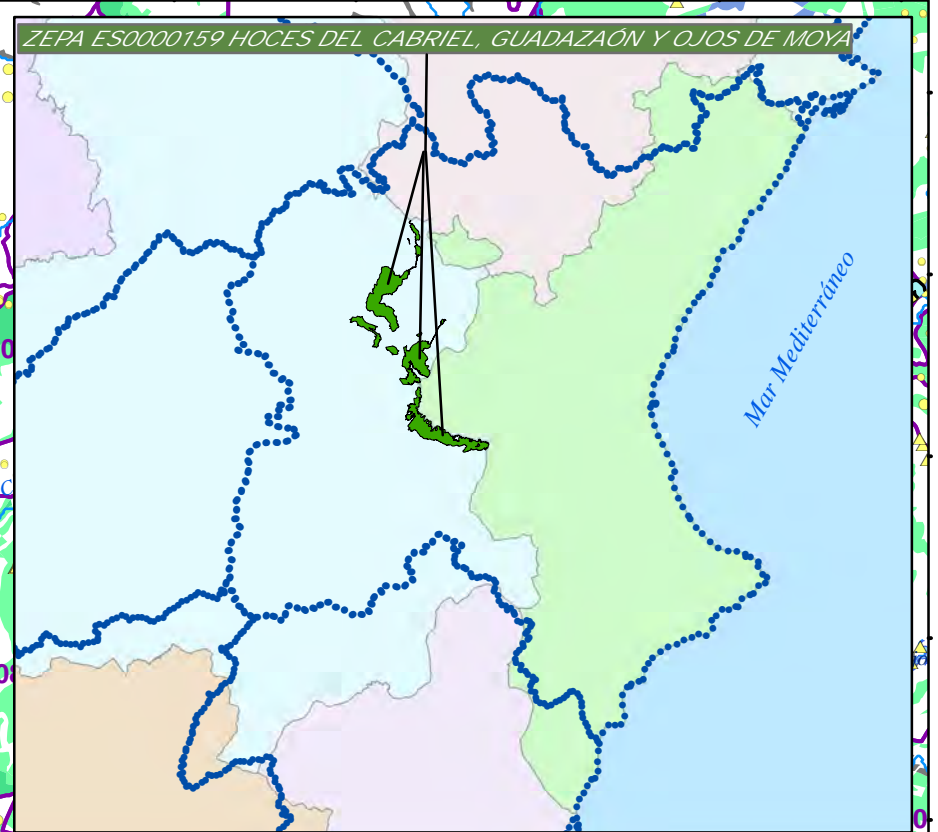 ZEPA ES0000159 HOCES DEL CABRIEL, GUADAZAÓN Y OJOS DE MOYA
Mar Mediterráneo